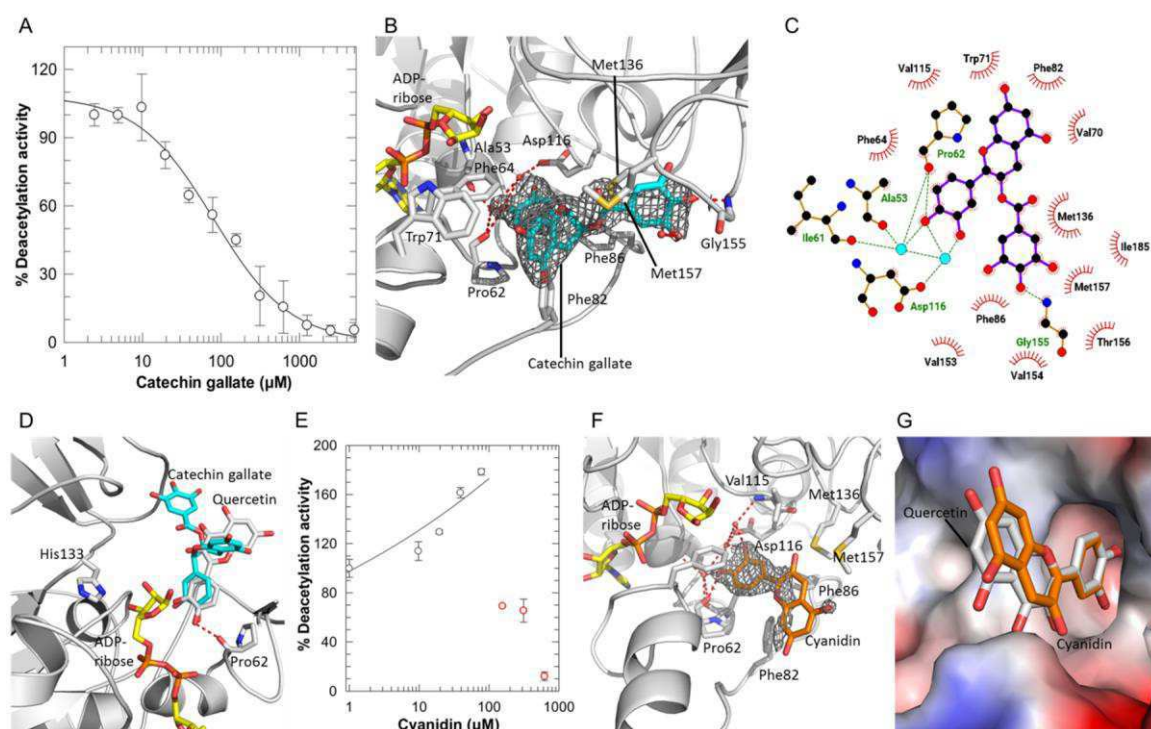 A
% Deacetylation activity
120
90
60
30
0
1
10
100
1000
Catechin gallate (µM)
B
Met136
ADP-
ribose
Asp116
Ala53
Phe64
Trp71
Pro62
Phe86
Gly155
Met157
Phe82
Catechin gallate
C
Trp71
Val115
Phe82
Val70
Phe64
Pro62
Ala53
Met136
Ile61
Ile185
Met157
Asp116
Phe86
Thr156
Gly155
Val153
Val154
D
Catechin gallate
Quercetin
His133
ADP-
ribose
Pro62
E
% Deacetylation activity
200
160
120
80
40
0
1
10
100
1000
Cyanidin (µM)
F
Val115
Met136
ADP-
ribose
Asp116
Met157
Phe86
Pro62
Cyanidin
Phe82
G
Quercetin
Cyanidin